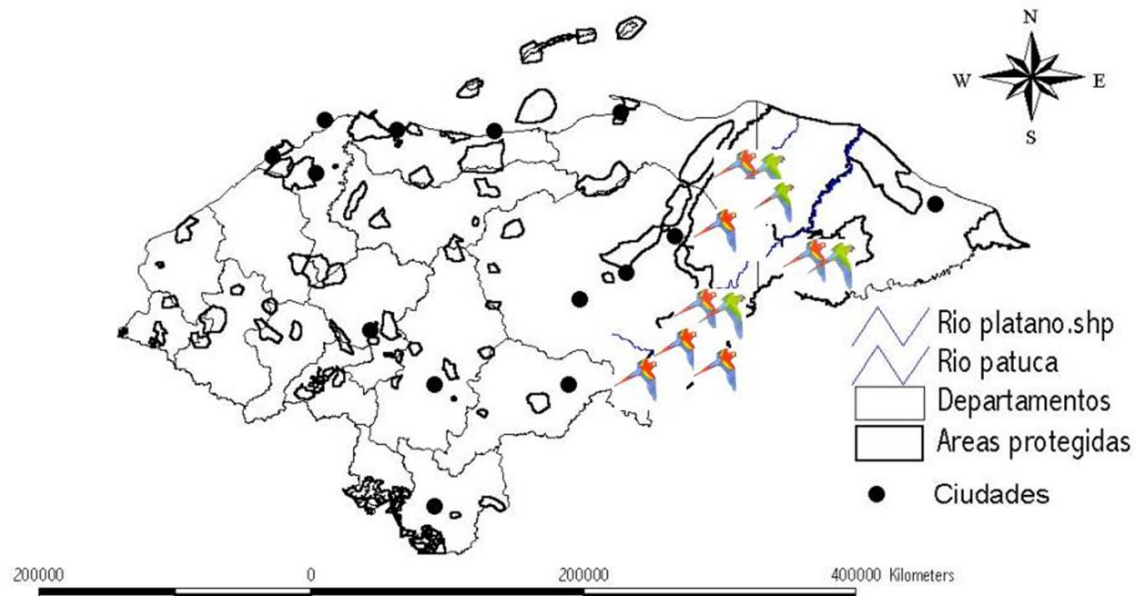 N
W E
S
Rio platano.shp
Rio patuca
Departamentos
Areas protegidas
Ciudades
200000 0 200000 400000 Kilometers